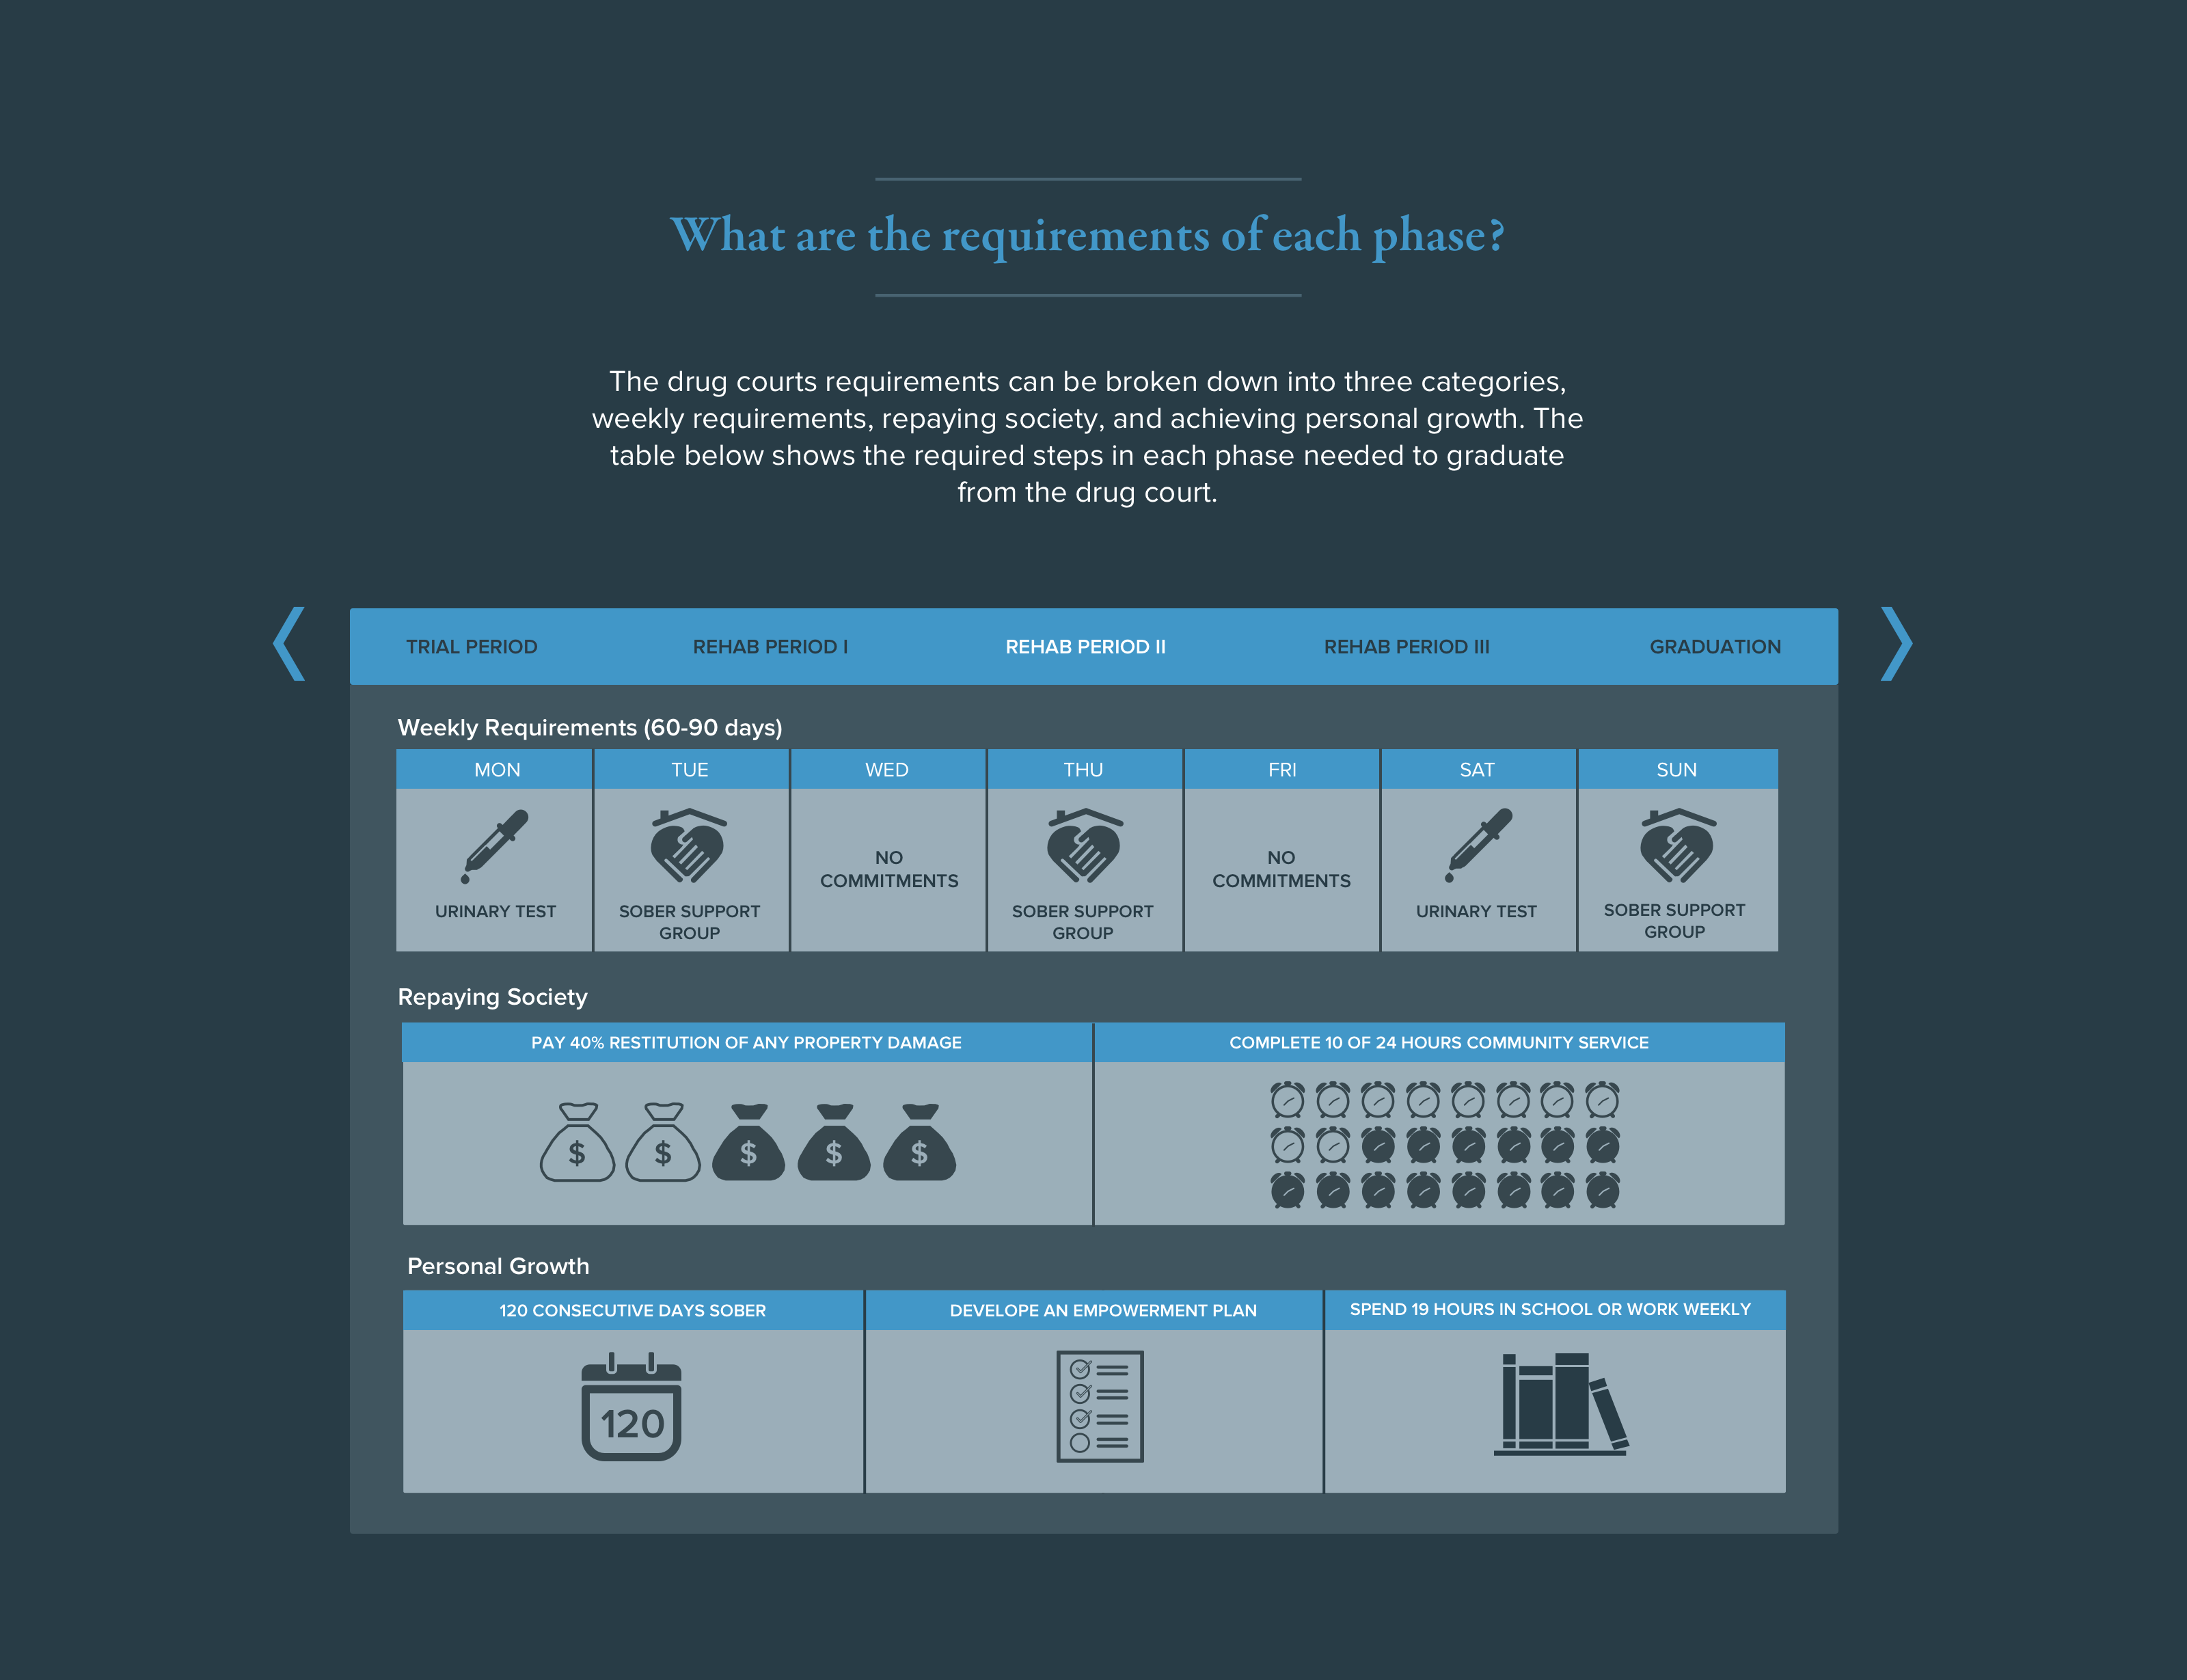 What are the requirements of each phase?
The drug courts requirements can be broken down into three categories,
weekly requirements, repaying society, and achieving personal growth. The
table below shows the required steps in each phase needed to graduate
from the drug court.
TRIAL PERIOD
REHAB PERIOD I
REHAB PERIOD II
REHAB PERIOD III
GRADUATION
Weekly Requirements (60-90 days)
MON
TUE
WED
THU
FRI
SAT
SUN
URINARY TEST
SOBER SUPPORT
GROUP
NO
COMMITMENTS
SOBER SUPPORT
GROUP
NO
COMMITMENTS
URINARY TEST
SOBER SUPPORT
GROUP
Repaying Society
PAY 40% RESTITUTION OF ANY PROPERTY DAMAGE
COMPLETE 10 OF 24 HOURS COMMUNITY SERVICE
$
$
$
$
$
Personal Growth
120 CONSECUTIVE DAYS SOBER
DEVELOPE AN EMPOWERMENT PLAN
SPEND 19 HOURS IN SCHOOL OR WORK WEEKLY
120